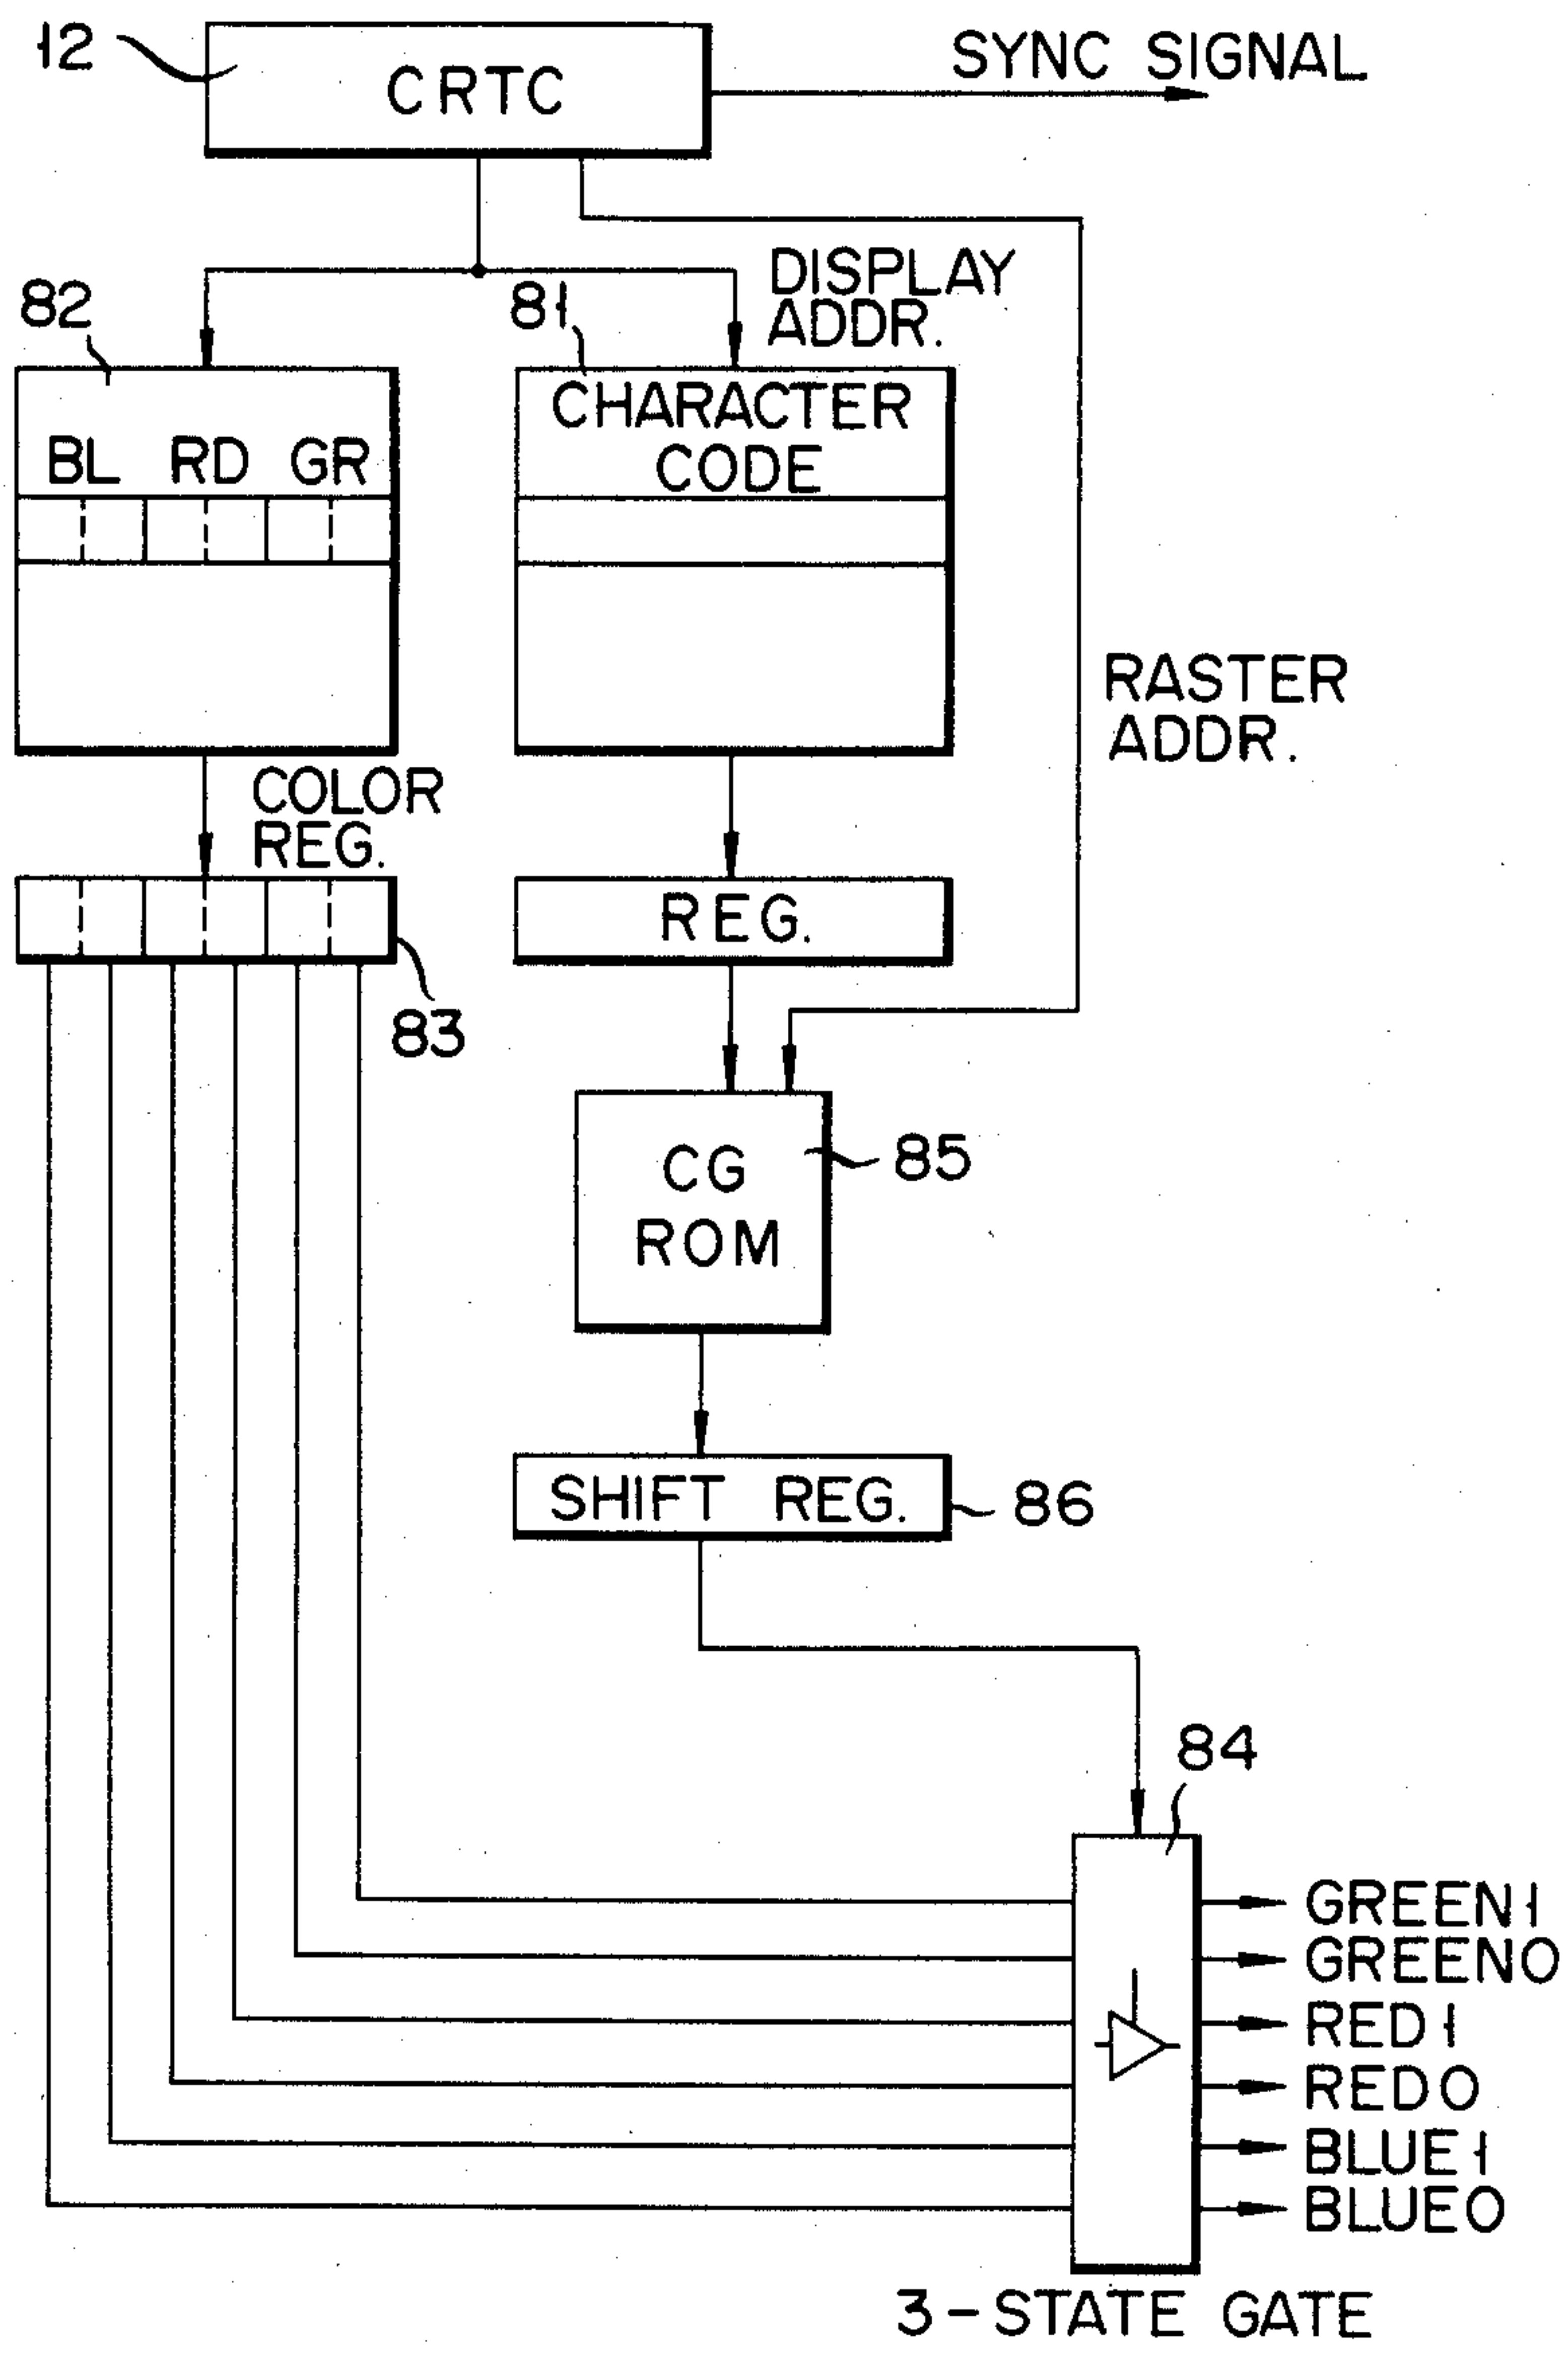 12
CRTC
SYNC SIGNAL
DISPLAY
ADDR.
82
81
BL RD GR
CHARACTER
CODE
RASTER
ADDR.
COLOR
REG.
REG.
83
CG
ROM
85
SHIFT REG.
86
84
GREEN1
GREEN0
RED1
RED0
BLUE1
BLUE0
3-STATE GATE